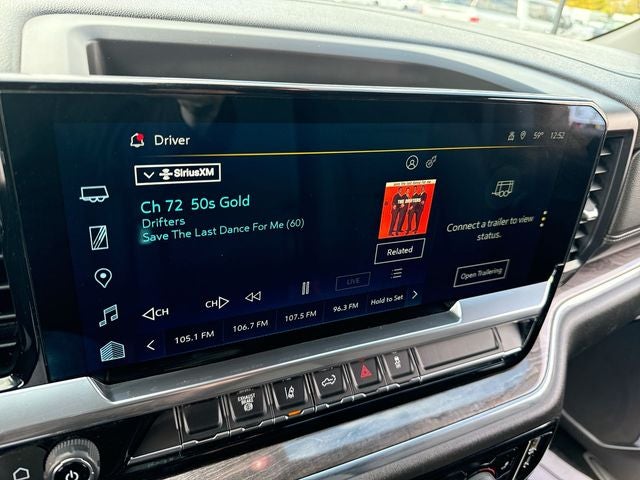 Driver
59° 12:52
SiriusXM
Ch 72 50s Gold
Drifters
Save The Last Dance For Me (60)
THE DRIFTERS
Related
Connect a trailer to view
status.
Open Trailering
CH
CH
LIVE
105.1 FM
106.7 FM
107.5 FM
96.3 FM
Hold to Set
EXHAUST
BRAKE